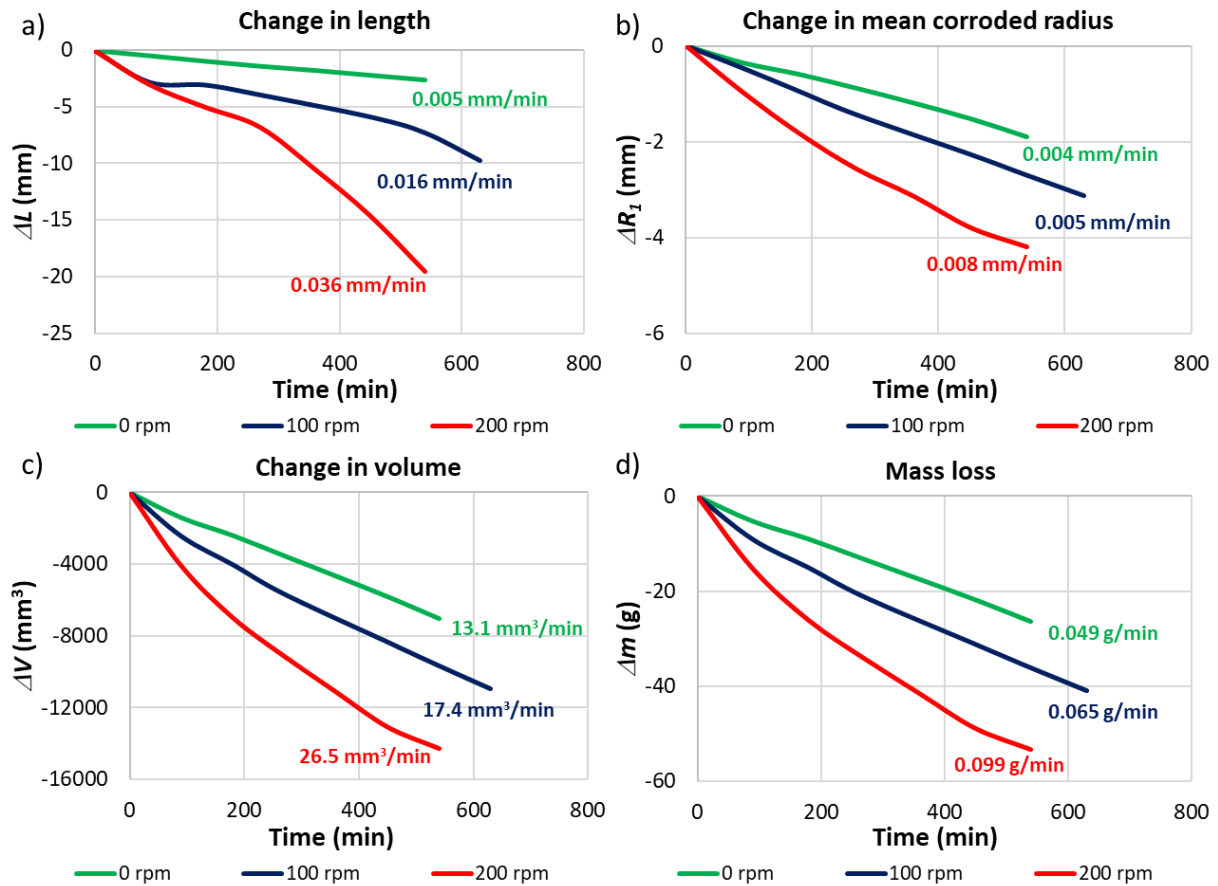 a)
Change in length
0
-5
-10
-15
-20
-25
ΔL (mm)
0.005 mm/min
0.016 mm/min
0.036 mm/min
0 200 400 600 800
Time (min)
0 rpm 100 rpm 200 rpm
b)
Change in mean corroded radius
0
-2
-4
-6
ΔR₁ (mm)
0.004 mm/min
0.005 mm/min
0.008 mm/min
0 200 400 600 800
Time (min)
0 rpm 100 rpm 200 rpm
c)
Change in volume
0
-4000
-8000
-12000
-16000
ΔV (mm³)
13.1 mm³/min
17.4 mm³/min
26.5 mm³/min
0 200 400 600 800
Time (min)
0 rpm 100 rpm 200 rpm
d)
Mass loss
0
-20
-40
-60
Δm (g)
0.049 g/min
0.065 g/min
0.099 g/min
0 200 400 600 800
Time (min)
0 rpm 100 rpm 200 rpm